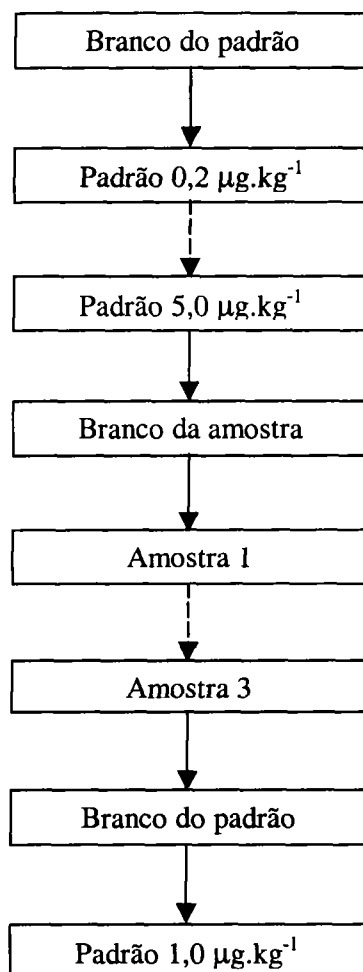 Branco do padrão
Padrão 0,2 µg.kg⁻¹
Padrão 5,0 µg.kg⁻¹
Branco da amostra
Amostra 1
Amostra 3
Branco do padrão
Padrão 1,0 µg.kg⁻¹